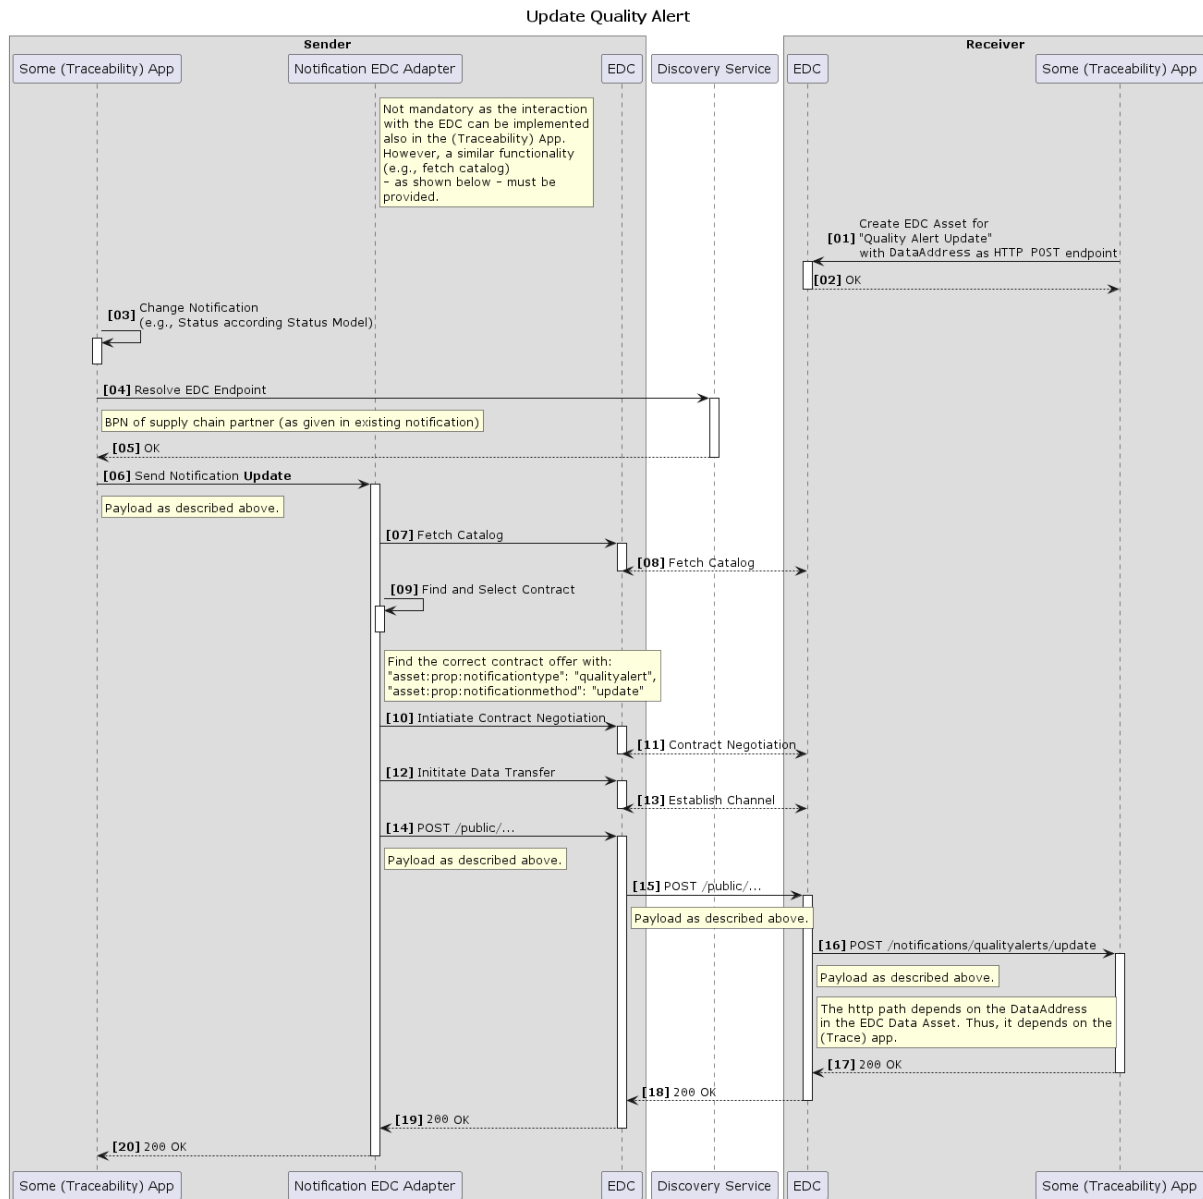 Update Quality Alert
Sender
Receiver
Some (Traceability) App
Notification EDC Adapter
EDC
Discovery Service
EDC
Some (Traceability) App
Not mandatory as the interaction
with the EDC can be implemented
also in the (Traceability) App.
However, a similar functionality
(e.g., fetch catalog)
- as shown below - must be
provided.
Create EDC Asset for
[01] "Quality Alert Update"
with DataAddress as HTTP POST endpoint
[02] OK
Change Notification
[03]
(e.g., Status according Status Model)
[04] Resolve EDC Endpoint
BPN of supply chain partner (as given in existing notification)
[05] OK
[06] Send Notification Update
Payload as described above.
[07] Fetch Catalog
[08] Fetch Catalog
[09] Find and Select Contract
Find the correct contract offer with:
"asset:prop:notificationtype": "qualityalert",
"asset:prop:notificationmethod": "update"
[10] Intiatiate Contract Negotiation
[11] Contract Negotiation
[12] Inititate Data Transfer
[13] Establish Channel
[14] POST /public/...
Payload as described above.
[15] POST /public/...
Payload as described above.
[16] POST /notifications/qualityalerts/update
Payload as described above.
The http path depends on the DataAddress
in the EDC Data Asset. Thus, it depends on the
(Trace) app.
[17] 200 OK
[18] 200 OK
[19] 200 OK
[20] 200 OK
Some (Traceability) App
Notification EDC Adapter
EDC
Discovery Service
EDC
Some (Traceability) App